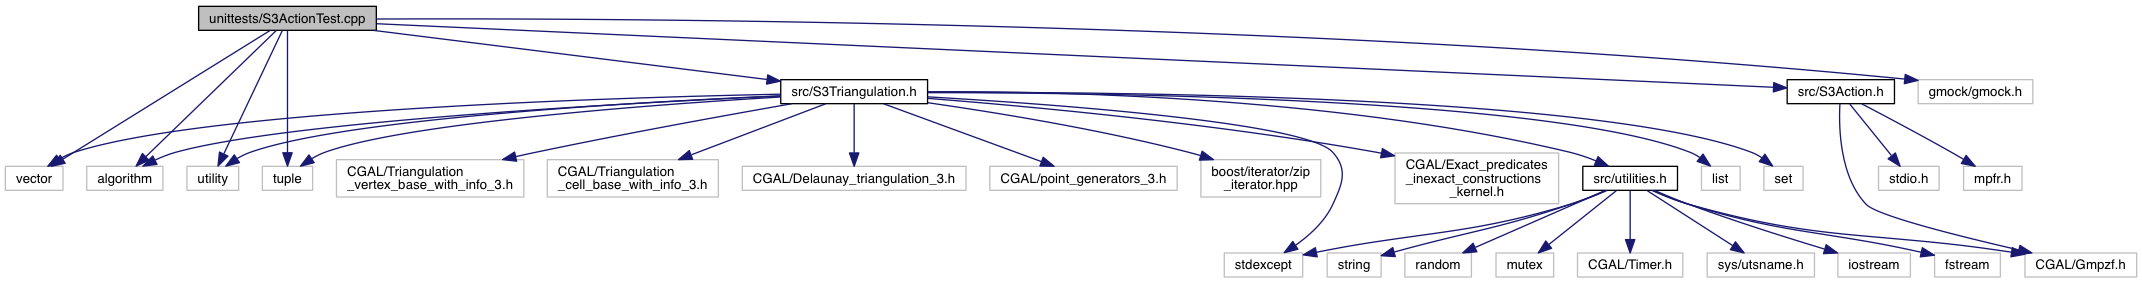 unittests/S3ActionTest.cpp
src/S3Triangulation.h
src/S3Action.h
gmock/gmock.h
vector
algorithm
utility
tuple
CGAL/Triangulation
_vertex_base_with_info_3.h
CGAL/Triangulation
_cell_base_with_info_3.h
CGAL/Delaunay_triangulation_3.h
CGAL/point_generators_3.h
boost/iterator/zip
_iterator.hpp
CGAL/Exact_predicates
_inexact_constructions
_kernel.h
src/utilities.h
list
set
stdio.h
mpfr.h
stdexcept
string
random
mutex
CGAL/Timer.h
sys/utsname.h
iostream
fstream
CGAL/Gmpzf.h